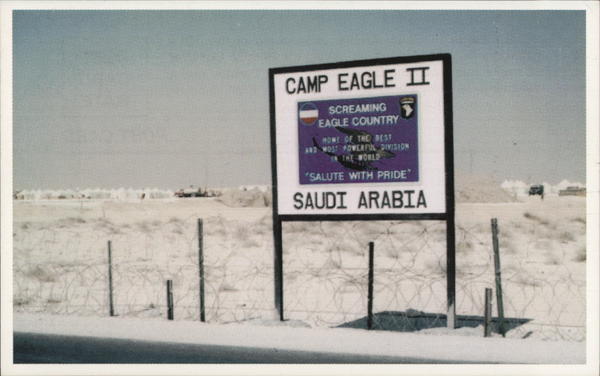 CAMP EAGLE II
SCREAMING
EAGLE COUNTRY
HOME OF THE BEST
AND MOST POWERFUL DIVISION
IN THE WORLD
"SALUTE WITH PRIDE"
SAUDI ARABIA